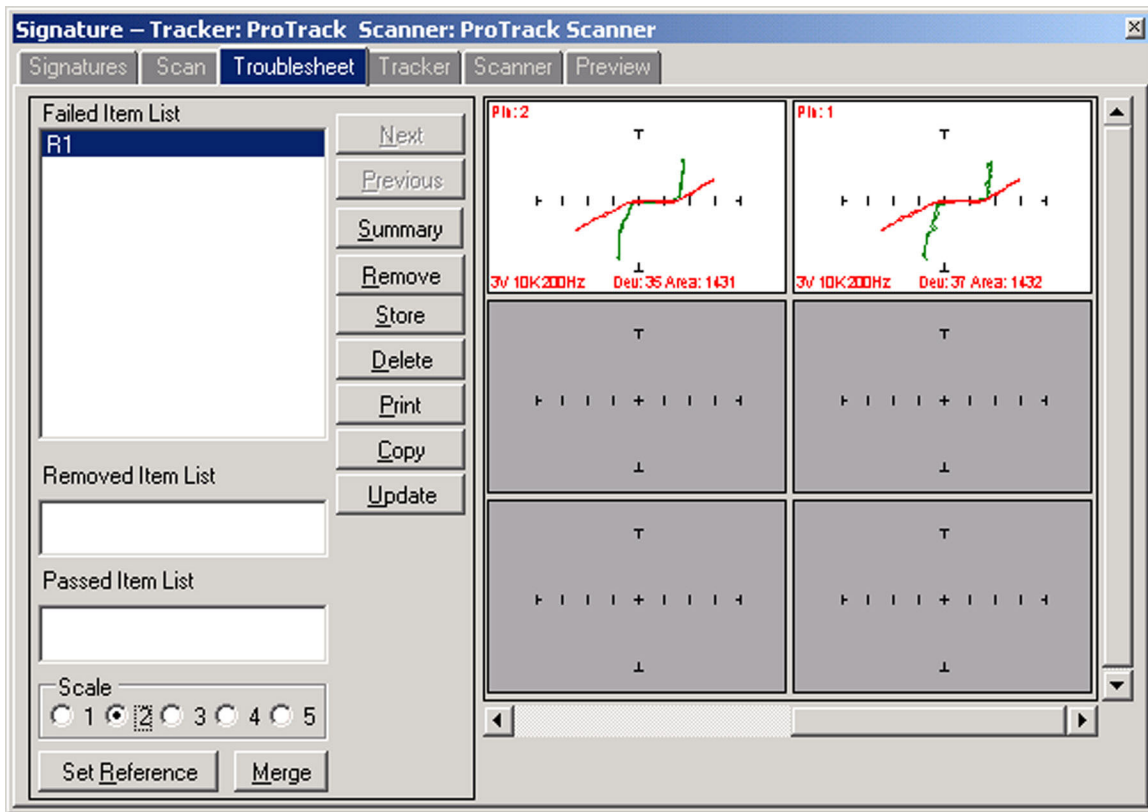 Signature – Tracker: ProTrack Scanner: ProTrack Scanner
Signatures Scan Troublesheet Tracker Scanner Preview
Failed Item List
R1
Next
Previous
Summary
Remove
Store
Delete
Print
Copy
Update
Removed Item List
Passed Item List
Scale
1 2 3 4 5
Set Reference Merge
Pin: 2
3V 10K 200Hz Dev: 35 Area: 1431
Pin: 1
3V 10K 200Hz Dev: 37 Area: 1432